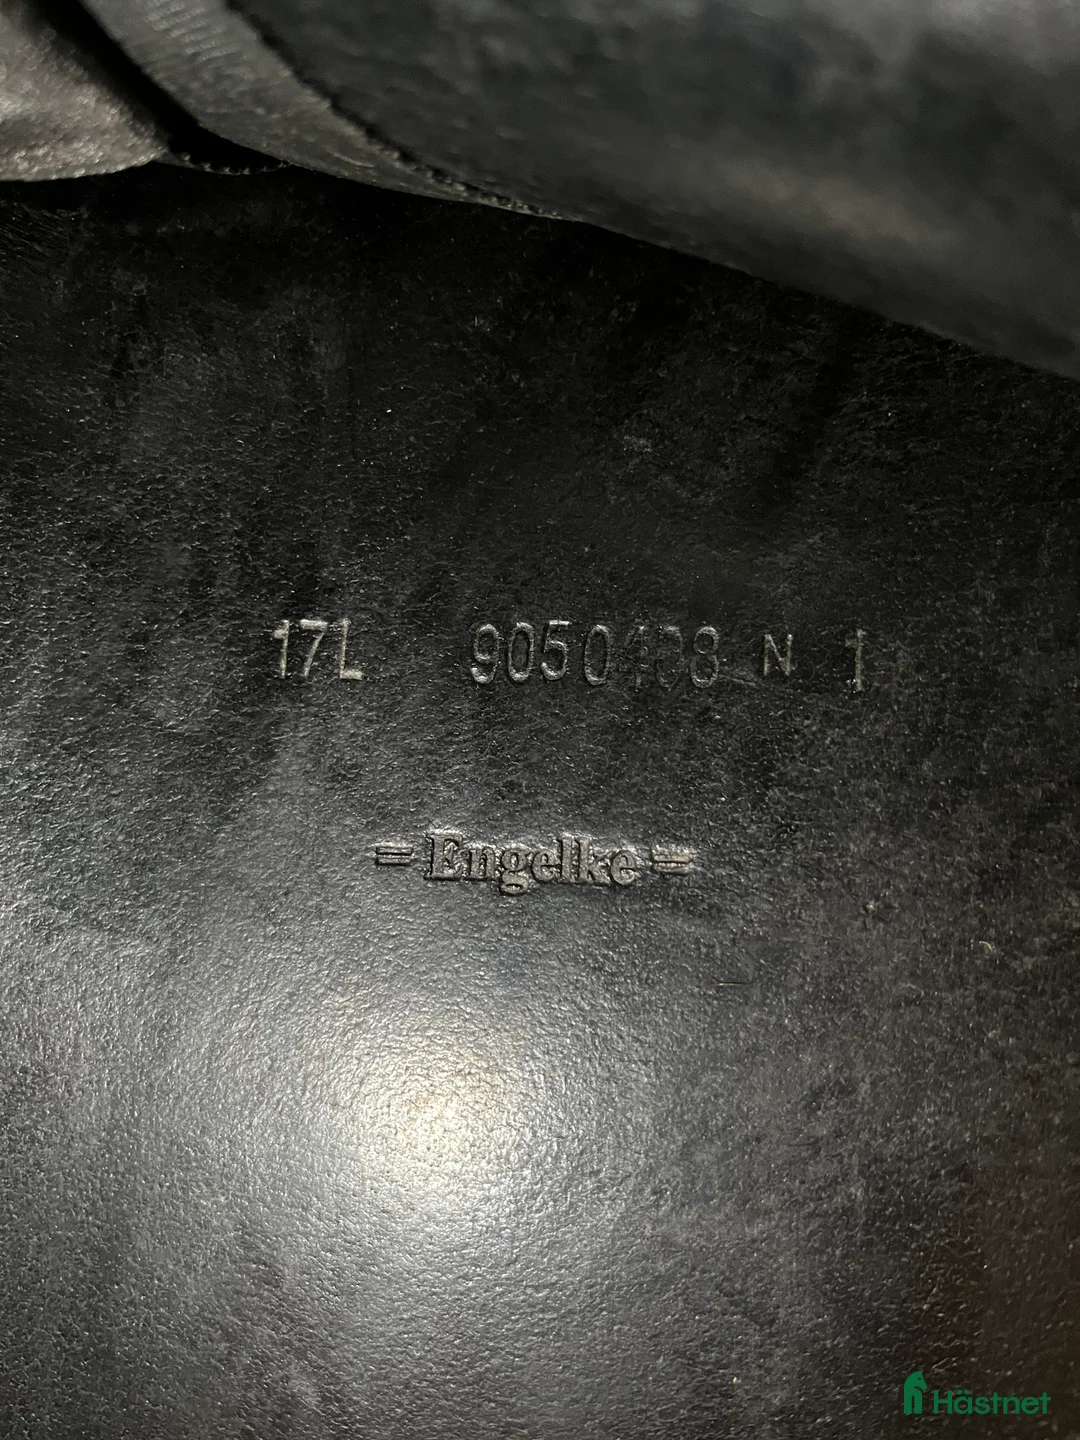 17L 9050408 N 1
= Engelke =
Hästnet